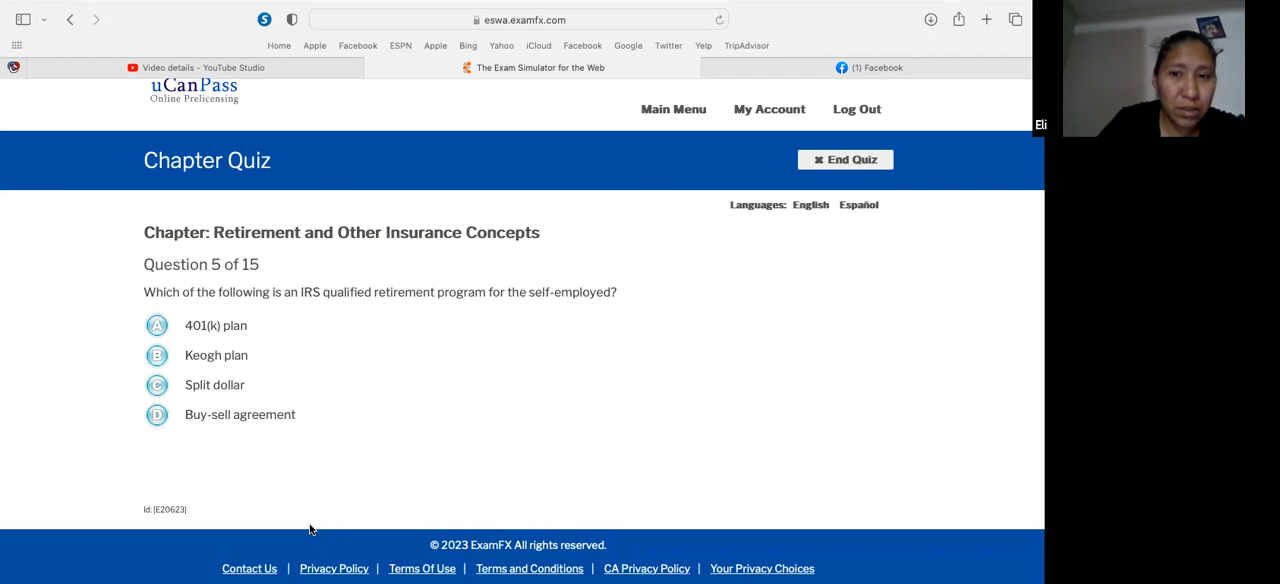 eswa.examfx.com
Home Apple Facebook ESPN Apple Bing Yahoo iCloud Facebook Google Twitter Yelp TripAdvisor
Video details - YouTube Studio The Exam Simulator for the Web (1) Facebook
uCanPass
Online Prelicensing
Main Menu My Account Log Out
Eli
Chapter Quiz
✖ End Quiz
Languages: English Español
Chapter: Retirement and Other Insurance Concepts
Question 5 of 15
Which of the following is an IRS qualified retirement program for the self-employed?
A 401(k) plan
B Keogh plan
C Split dollar
D Buy-sell agreement
Id: [E20623]
© 2023 ExamFX All rights reserved.
Contact Us | Privacy Policy | Terms Of Use | Terms and Conditions | CA Privacy Policy | Your Privacy Choices